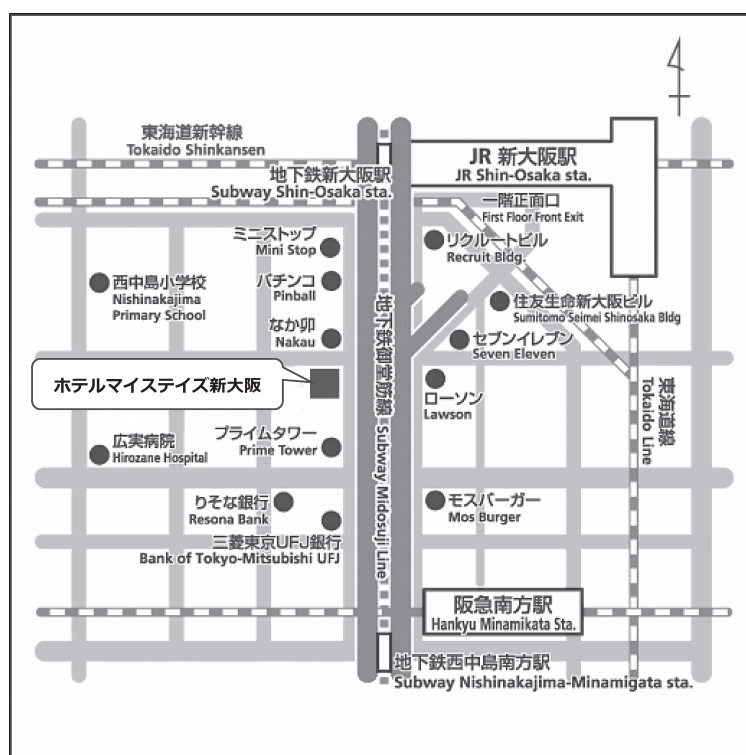 東海道新幹線
Tokaido Shinkansen
地下鉄新大阪駅
Subway Shin-Osaka sta.
JR 新大阪駅
JR Shin-Osaka sta.
一階正面口
First Floor Front Exit
ミニストップ
Mini Stop
リクルートビル
Recruit Bldg.
西中島小学校
Nishinakajima
Primary School
パチンコ
Pinball
住友生命新大阪ビル
Sumitomo Seimei Shinosaka Bldg
なか卯
Nakau
セブンイレブン
Seven Eleven
地下鉄御堂筋線 Subway Midosuji Line
ホテルマイステイズ新大阪
ローソン
Lawson
東海道線
Tokaido Line
広実病院
Hirozane Hospital
プライムタワー
Prime Tower
りそな銀行
Resona Bank
モスバーガー
Mos Burger
三菱東京UFJ銀行
Bank of Tokyo-Mitsubishi UFJ
阪急南方駅
Hankyu Minamikata Sta.
地下鉄西中島南方駅
Subway Nishinakajima-Minamigata sta.